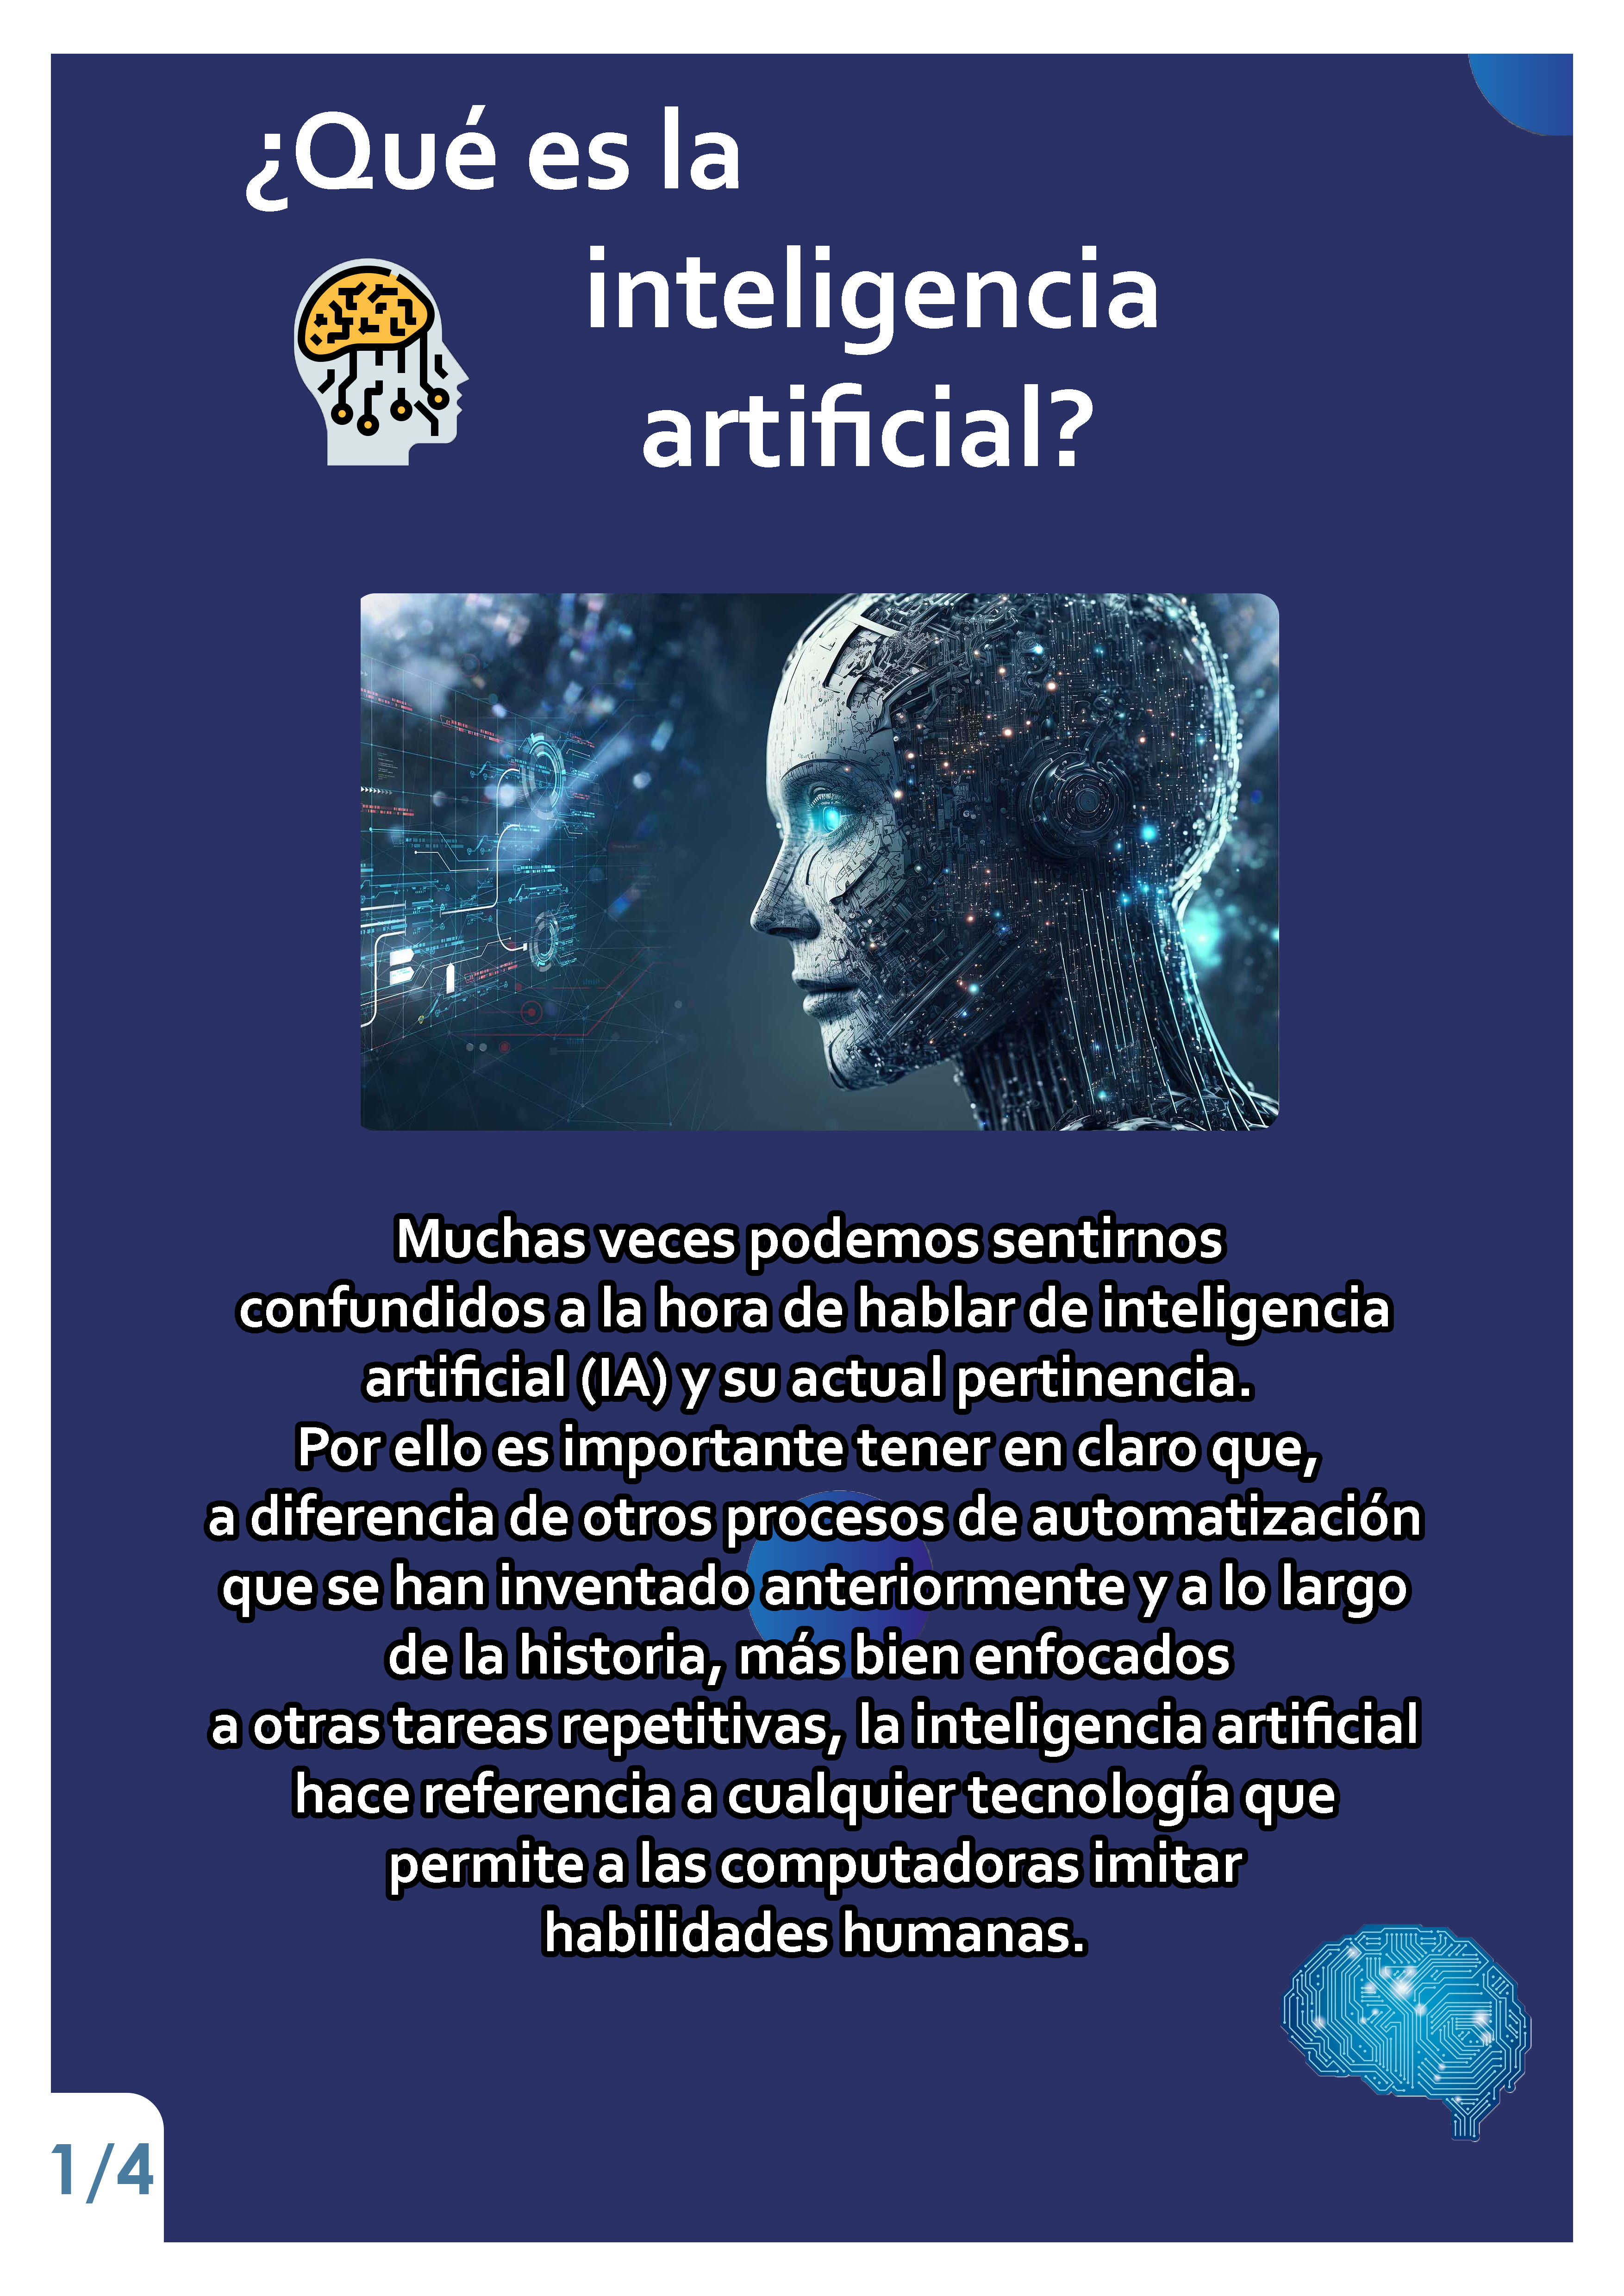 ¿Qué es la
inteligencia
artificial?
Muchas veces podemos sentirnos
confundidos a la hora de hablar de inteligencia
artificial (IA) y su actual pertinencia.
Por ello es importante tener en claro que,
a diferencia de otros procesos de automatización
que se han inventado anteriormente y a lo largo
de la historia, más bien enfocados
a otras tareas repetitivas, la inteligencia artificial
hace referencia a cualquier tecnología que
permite a las computadoras imitar
habilidades humanas.
1/4